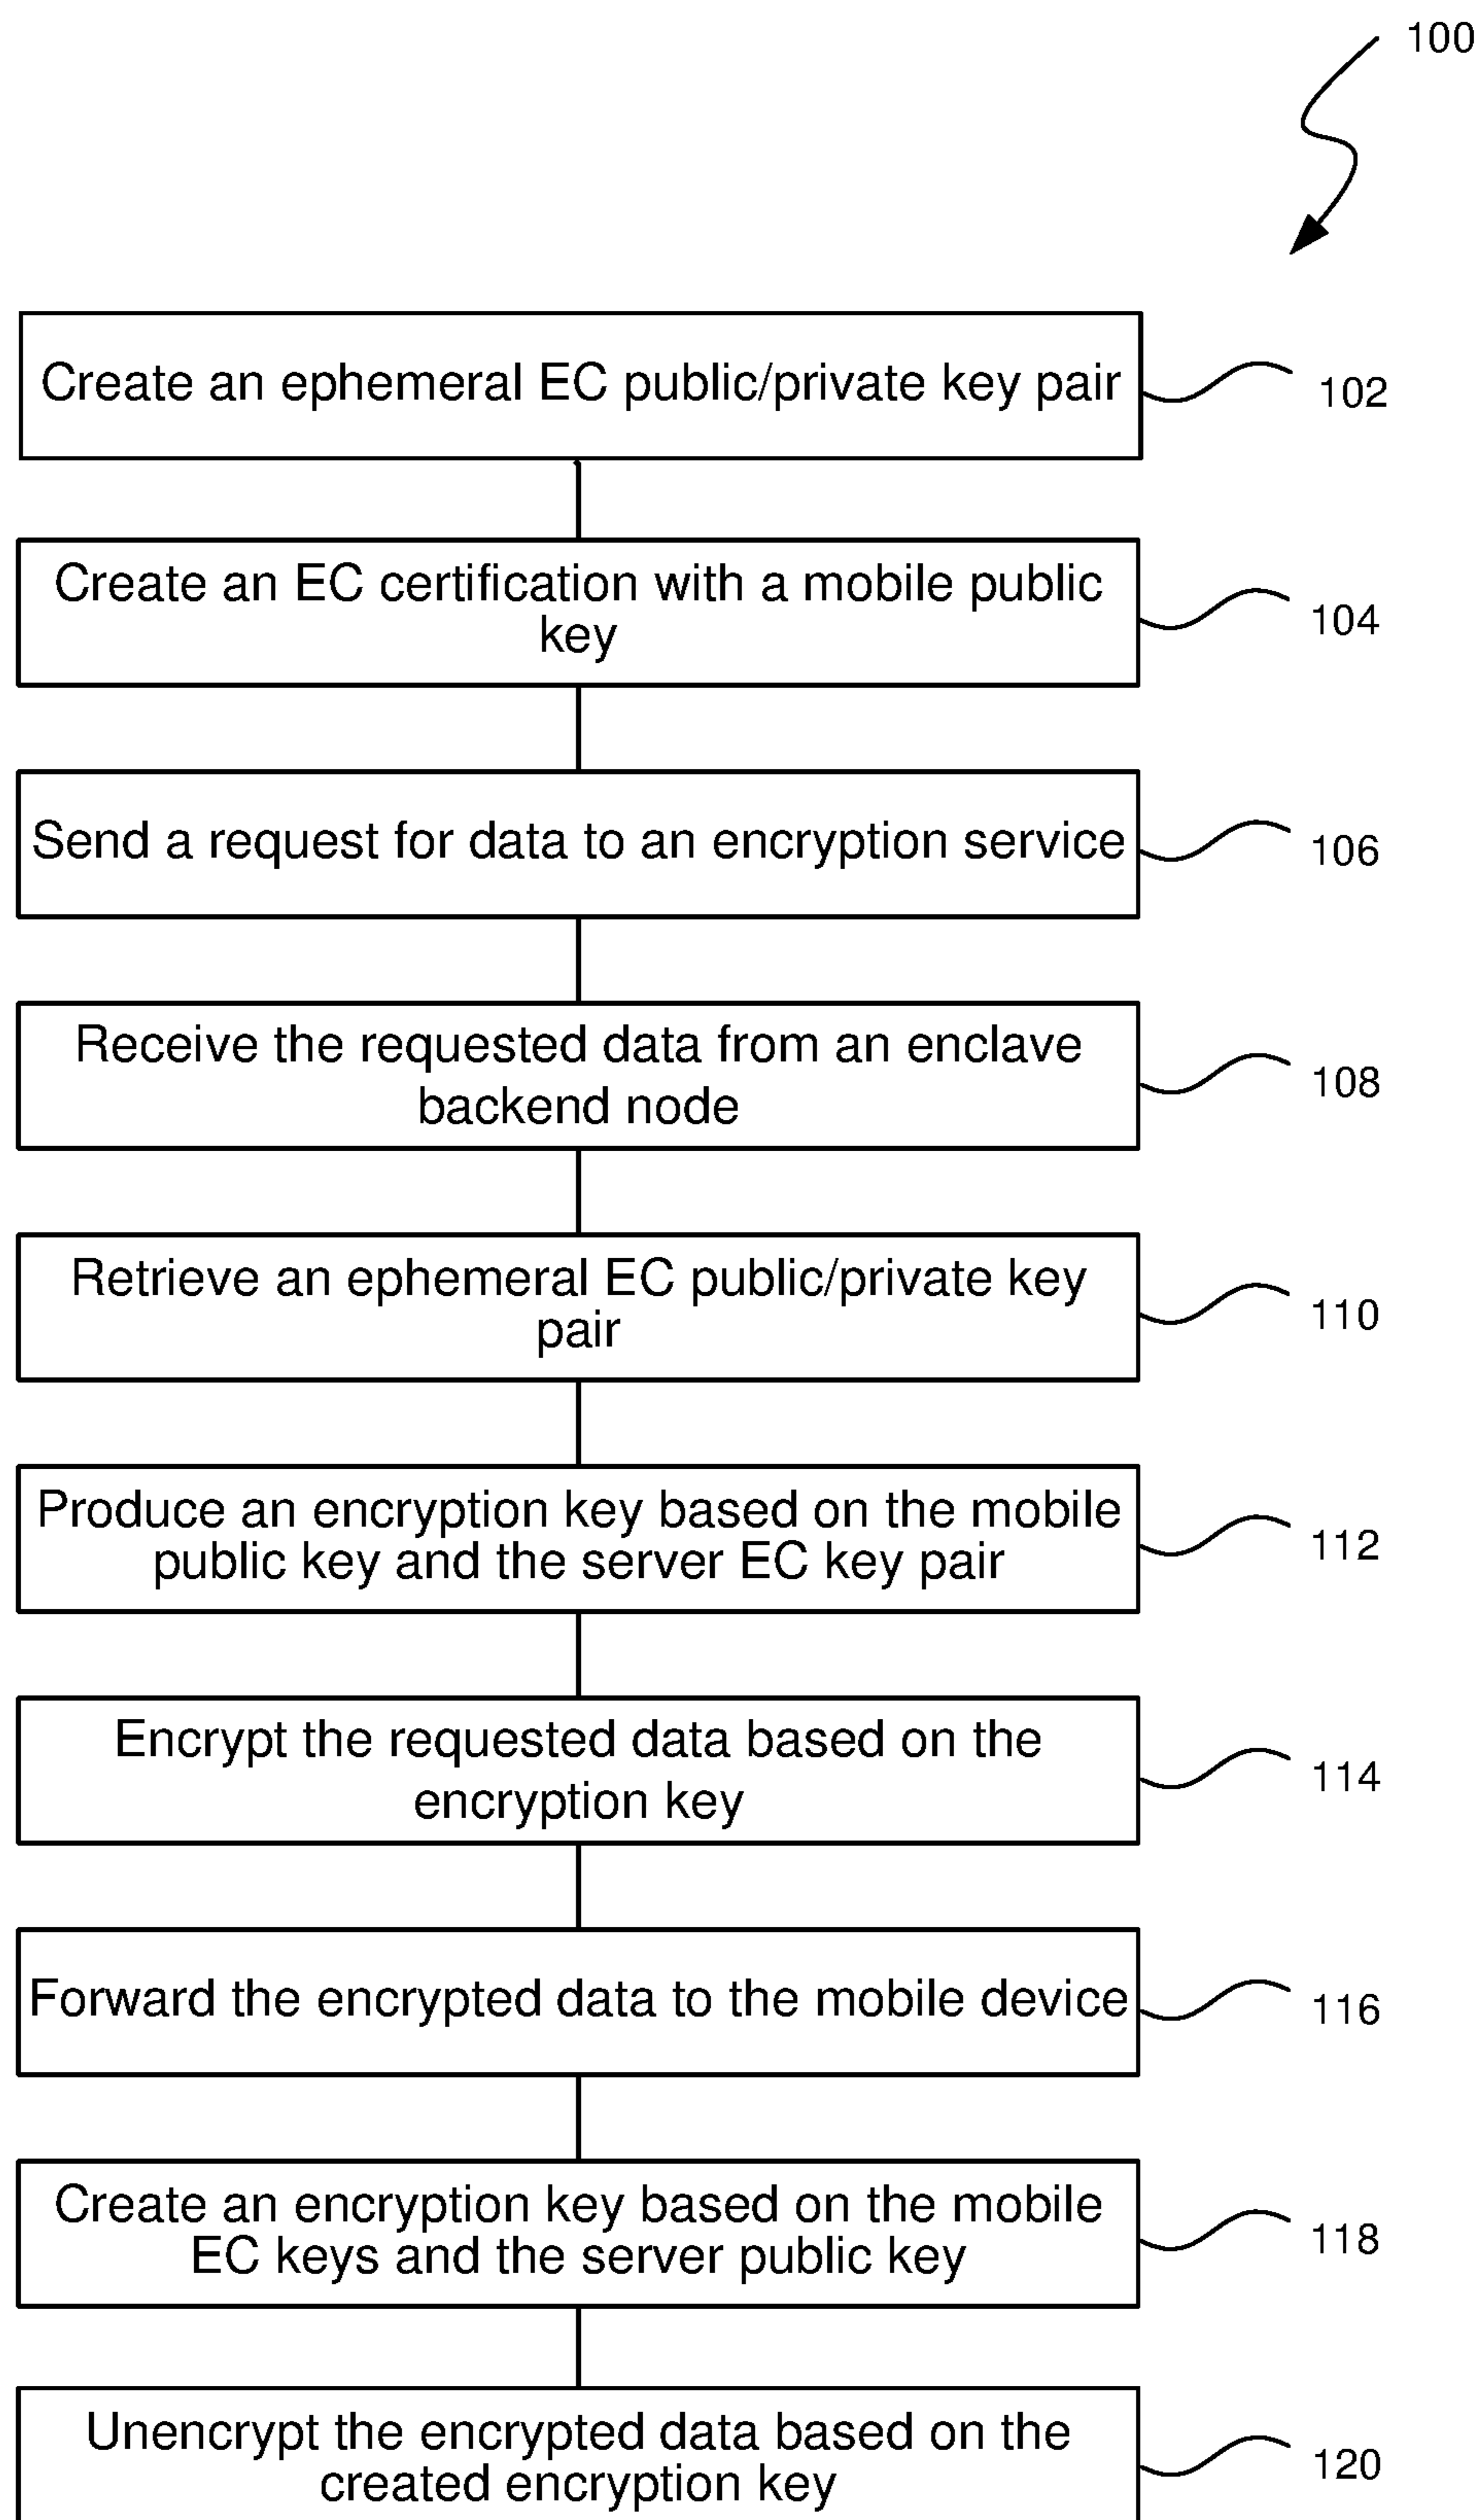 100
Create an ephemeral EC public/private key pair
102
Create an EC certification with a mobile public
key
104
Send a request for data to an encryption service
106
Receive the requested data from an enclave
backend node
108
Retrieve an ephemeral EC public/private key
pair
110
Produce an encryption key based on the mobile
public key and the server EC key pair
112
Encrypt the requested data based on the
encryption key
114
Forward the encrypted data to the mobile device
116
Create an encryption key based on the mobile
EC keys and the server public key
118
Unencrypt the encrypted data based on the
created encryption key
120